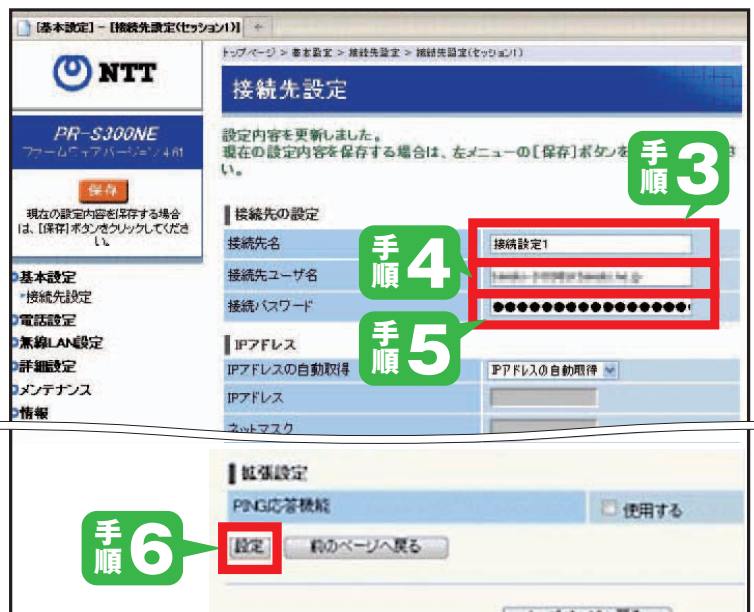 [基本設定] - [接続先設定(セッション1)]
トップページ > 基本設定 > 接続先設定 > 接続先設定(セッション1)
NTT
接続先設定
PR-S300NE
ファームウェアバージョン 4.61
設定内容を更新しました。
現在の設定内容を保存する場合は、左メニューの[保存]ボタンを
い。
手順3
保存
現在の設定内容を保存する場合
は、[保存]ボタンをクリックしてくださ
い。
接続先の設定
接続先名
接続設定1
手順4
接続先ユーザ名
接続パスワード
●●●●●●●●●●●●●●●●
手順5
基本設定
接続先設定
電話設定
無線LAN設定
詳細設定
メンテナンス
情報
IPアドレス
IPアドレスの自動取得
IPアドレスの自動取得
IPアドレス
ネットマスク
拡張設定
PING応答機能
使用する
手順6
設定
前のページへ戻る